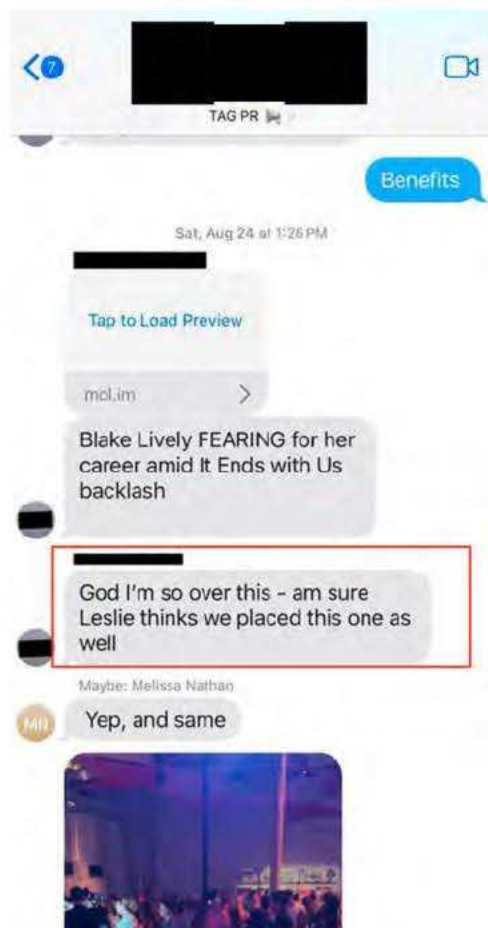 7
TAG PR
Benefits
Sat, Aug 24 at 1:26 PM
Tap to Load Preview
mol.im
Blake Lively FEARING for her
career amid It Ends with Us
backlash
God I'm so over this - am sure
Leslie thinks we placed this one as
well
Maybe: Melissa Nathan
MN
Yep, and same